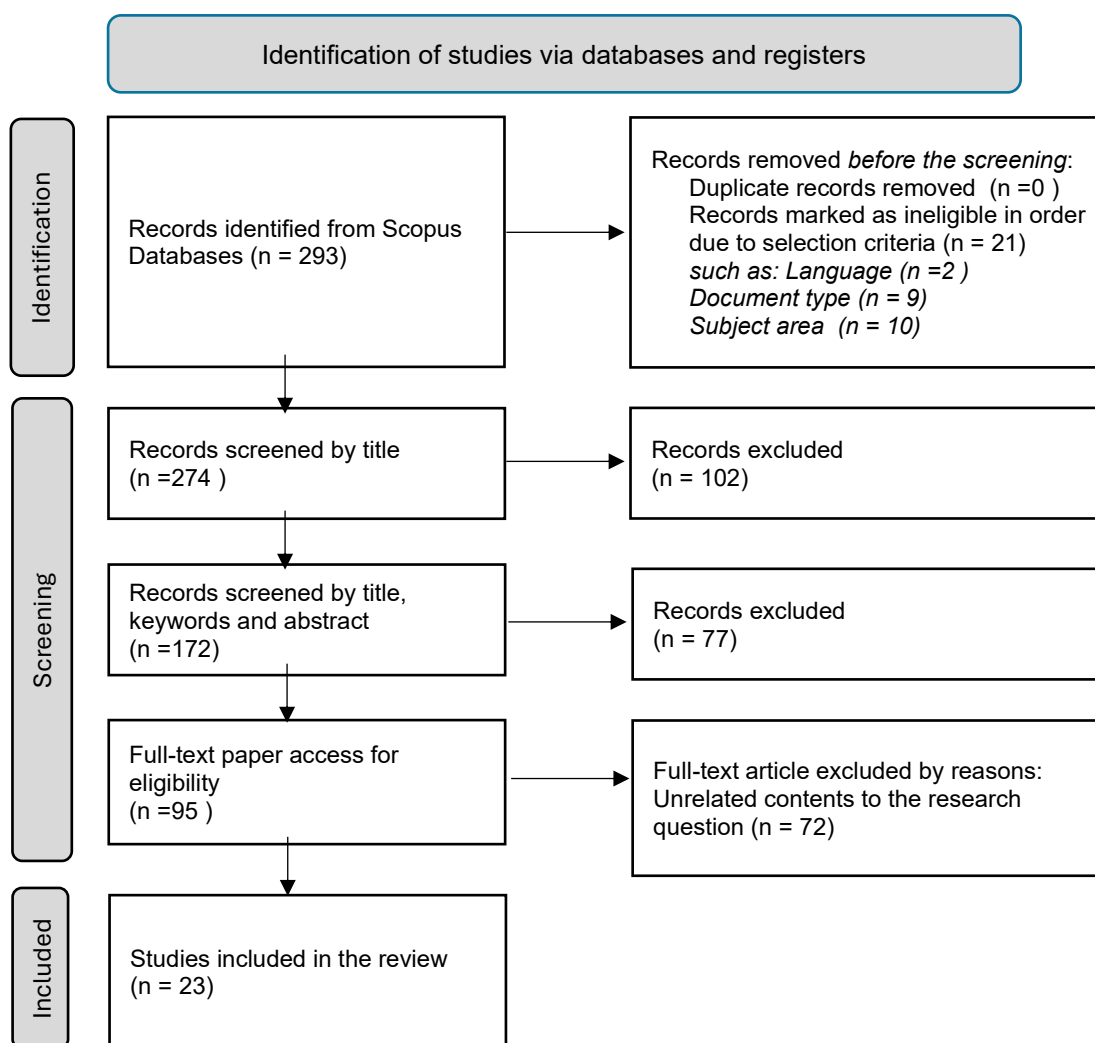 Identification of studies via databases and registers
Identification
Records identified from Scopus
Databases (n = 293)
Records removed before the screening:
Duplicate records removed  (n =0 )
Records marked as ineligible in order
due to selection criteria (n = 21)
such as: Language (n =2 )
Document type (n = 9)
Subject area  (n = 10)
Screening
Records screened by title
(n =274 )
Records excluded
(n = 102)
Records screened by title,
keywords and abstract
(n =172)
Records excluded
(n = 77)
Full-text paper access for
eligibility
(n =95 )
Full-text article excluded by reasons:
Unrelated contents to the research
question (n = 72)
Included
Studies included in the review
(n = 23)